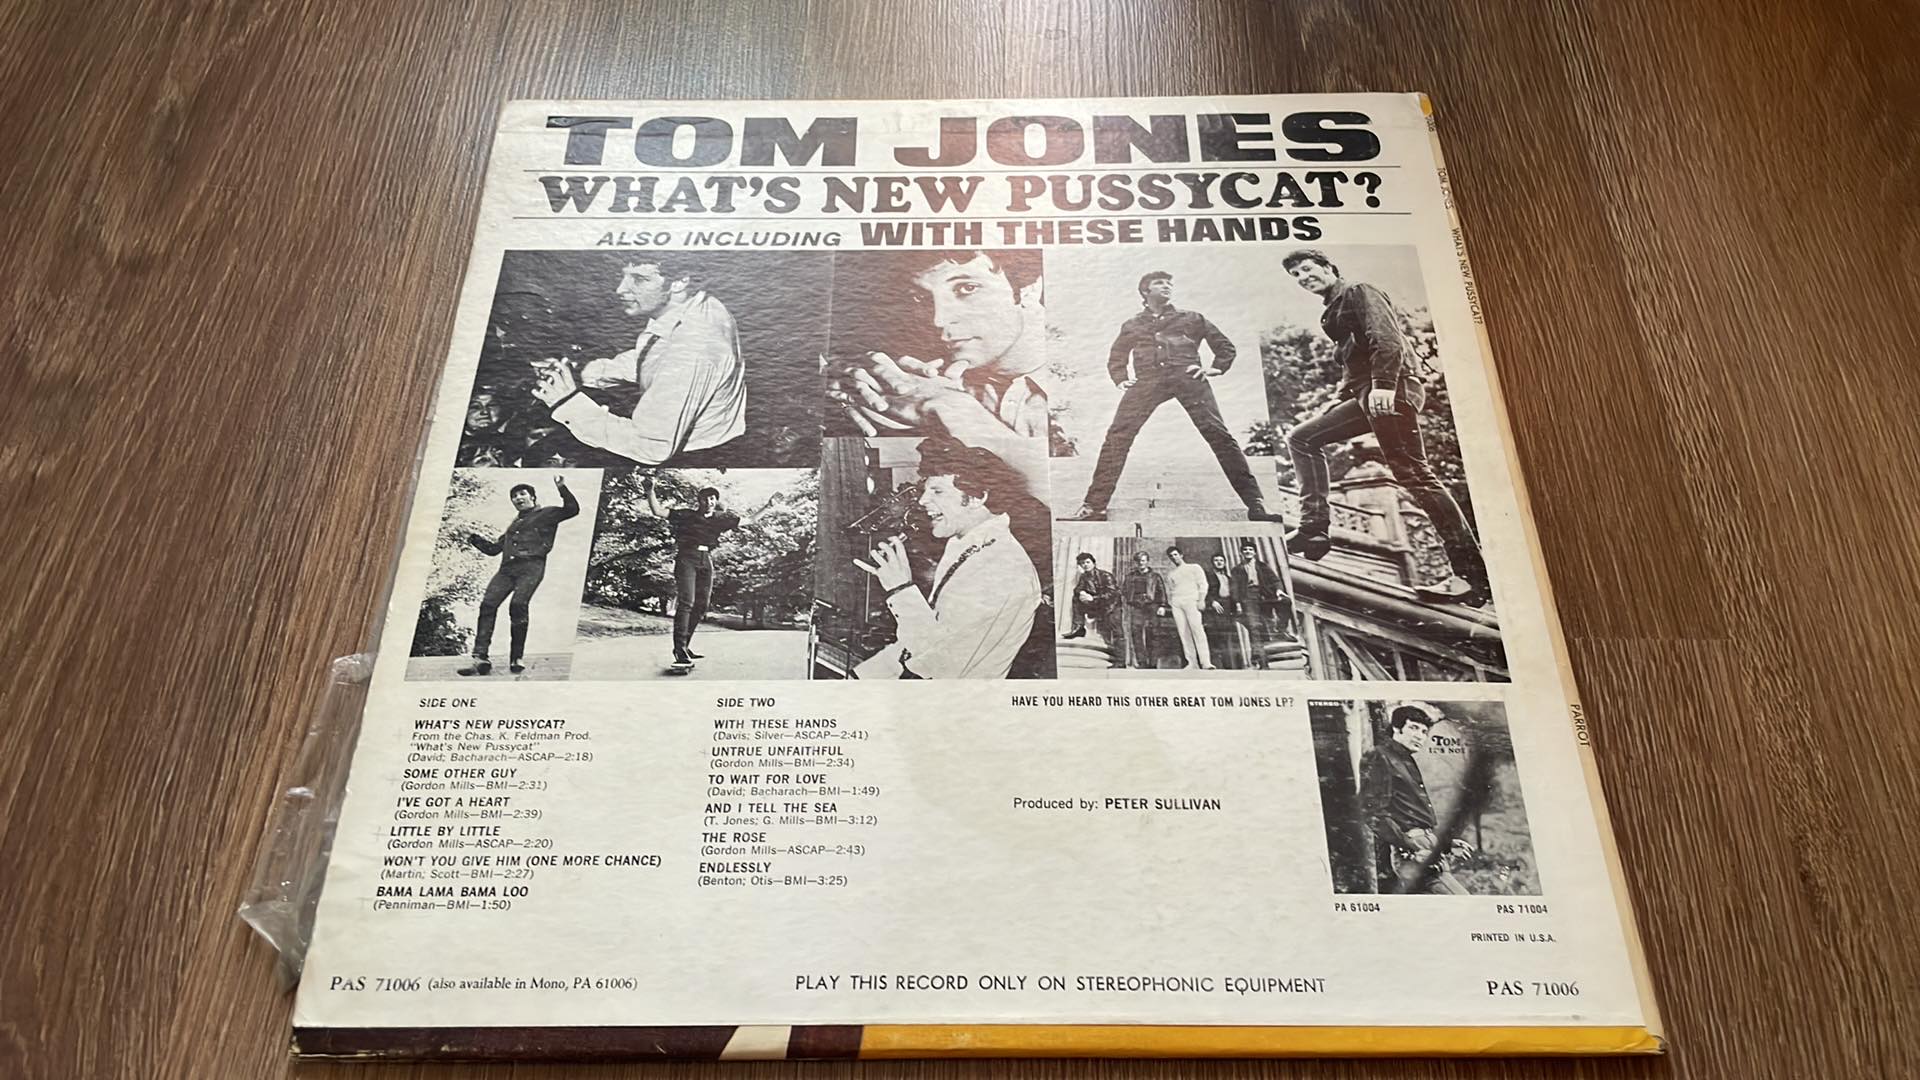 TOM JONES
WHAT'S NEW PUSSYCAT?
ALSO INCLUDING WITH THESE HANDS
SIDE ONE
WHAT'S NEW PUSSYCAT?
From the Chas. K. Feldman Prod.
"What's New Pussycat"
(David; Bacharach—ASCAP—2:18)
SOME OTHER GUY
(Gordon Mills—BMI—2:31)
I'VE GOT A HEART
(Gordon Mills—BMI—2:39)
LITTLE BY LITTLE
(Gordon Mills—ASCAP—2:20)
WON'T YOU GIVE HIM (ONE MORE CHANCE)
(Martin; Scott—BMI—2:27)
BAMA LAMA BAMA LOO
(Penniman—BMI—1:50)
SIDE TWO
WITH THESE HANDS
(Davis; Silver—ASCAP—2:41)
UNTRUE UNFAITHFUL
(Gordon Mills—BMI—2:34)
TO WAIT FOR LOVE
(David; Bacharach—BMI—1:49)
AND I TELL THE SEA
(T. Jones; G. Mills—BMI—3:12)
THE ROSE
(Gordon Mills—ASCAP—2:43)
ENDLESSLY
(Benton; Otis—BMI—3:25)
HAVE YOU HEARD THIS OTHER GREAT TOM JONES LP?
Produced by: PETER SULLIVAN
STEREO
TOM
IT'S NOT
PA 61004
PAS 71004
PRINTED IN U.S.A.
PAS 71006 (also available in Mono, PA 61006)
PLAY THIS RECORD ONLY ON STEREOPHONIC EQUIPMENT
PAS 71006
TOM JONES
WHAT'S NEW PUSSYCAT?
PARROT